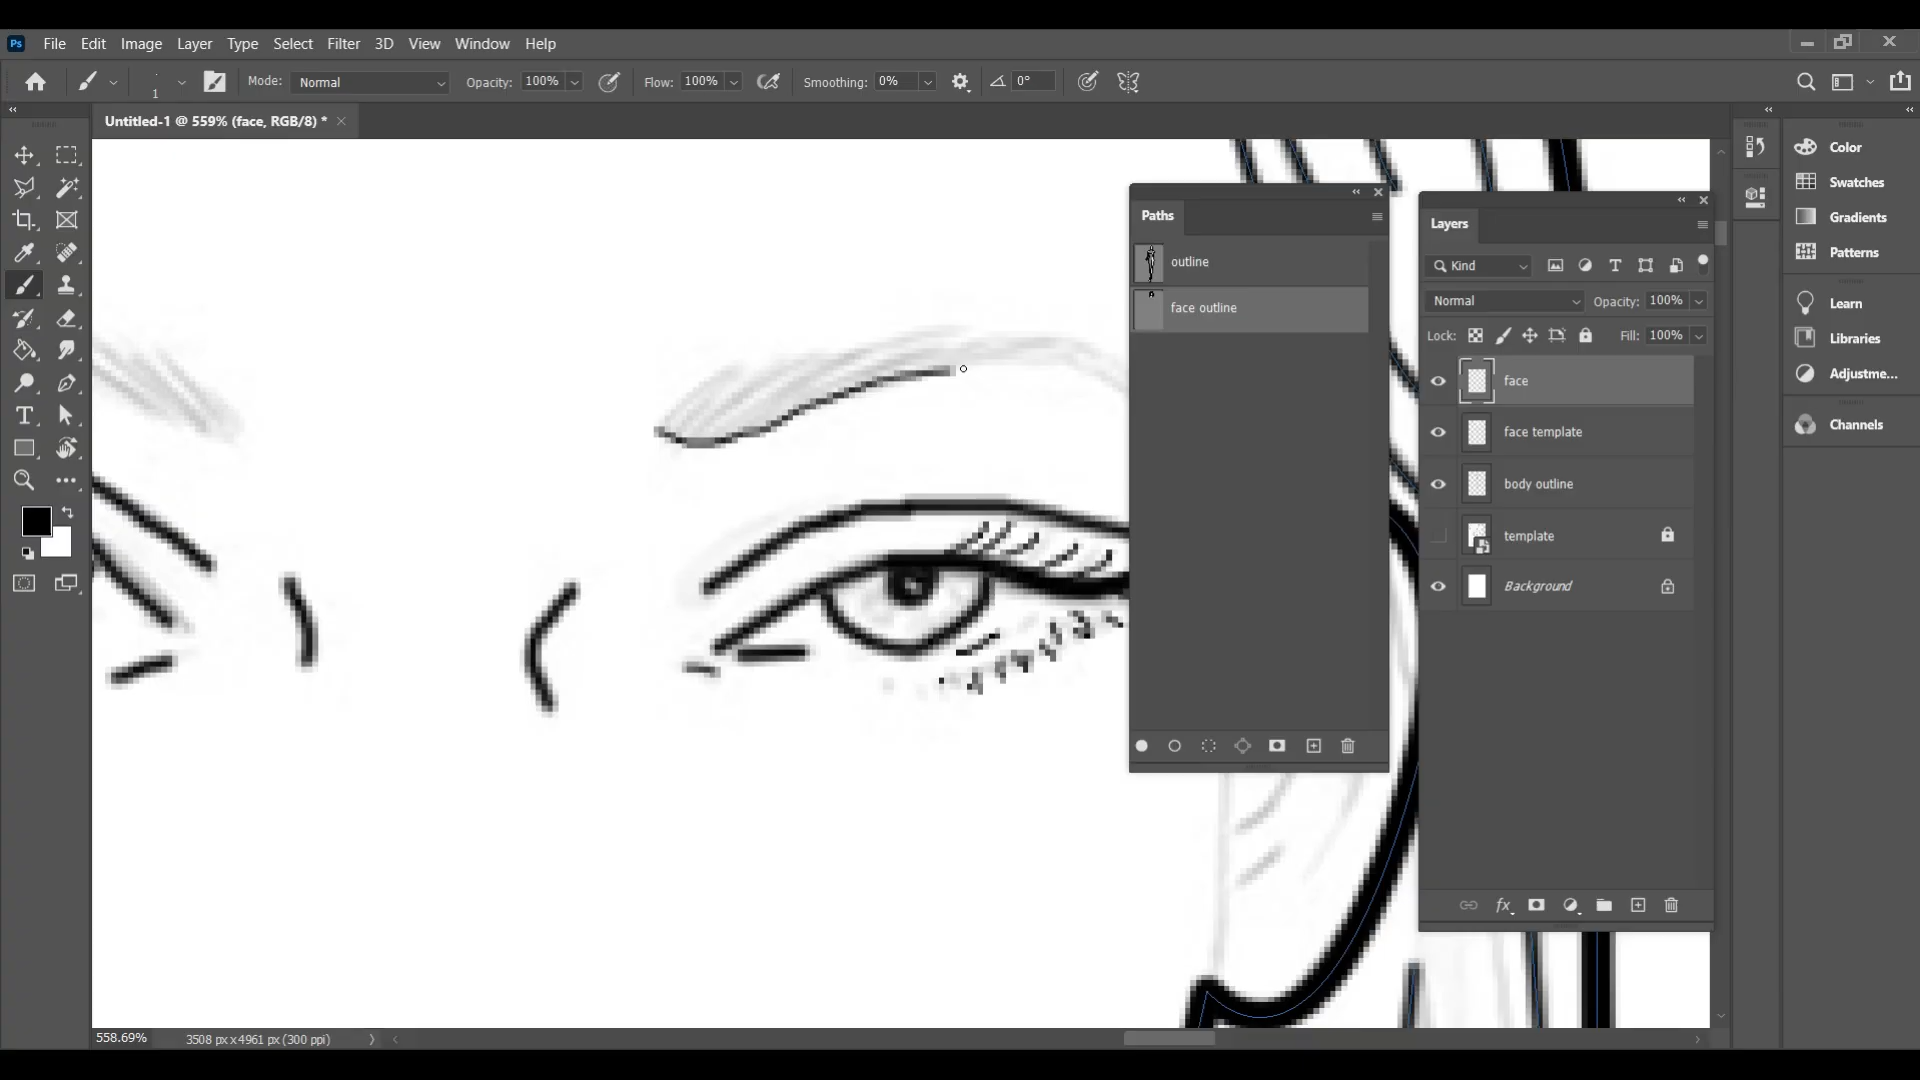 Ps File Edit Image Layer Type Select Filter 3D View Window Help
1 Mode: Normal Opacity: 100% Flow: 100% Smoothing: 0% 0°
Untitled-1 @ 559% (face, RGB/8) *
Paths
outline
face outline
Layers
Kind
Normal Opacity: 100%
Lock: Fill: 100%
face
face template
body outline
template
Background
fx
Color
Swatches
Gradients
Patterns
Learn
Libraries
Adjustme...
Channels
558.69% 3508 px x 4961 px (300 ppi)